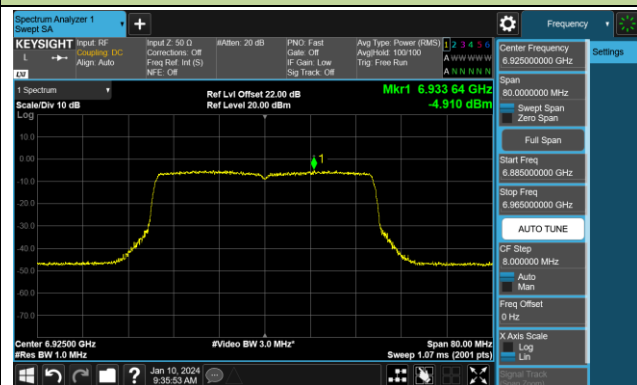 Spectrum Analyzer 1
Swept SA
Frequency
KEYSIGHT
L
LXI
Input: RF
Coupling: DC
Align: Auto
Input Z: 50 Ω
Corrections: Off
Freq Ref: Int (S)
NFE: Off
#Atten: 20 dB
PNO: Fast
Gate: Off
IF Gain: Low
Sig Track: Off
Avg Type: Power (RMS)
Avg|Hold: 100/100
Trig: Free Run
1 2 3 4 5 6
A W W W W W
A N N N N N
1 Spectrum
Scale/Div 10 dB
Log
Ref Lvl Offset 22.00 dB
Ref Level 20.00 dBm
Mkr1 6.933 64 GHz
-4.910 dBm
10.0
0.00
-10.0
-20.0
-30.0
-40.0
-50.0
-60.0
-70.0
1
Center 6.92500 GHz
#Res BW 1.0 MHz
#Video BW 3.0 MHz*
Span 80.00 MHz
Sweep 1.07 ms (2001 pts)
Jan 10, 2024
9:35:53 AM
Center Frequency
6.925000000 GHz
Settings
Span
80.0000000 MHz
Swept Span
Zero Span
Full Span
Start Freq
6.885000000 GHz
Stop Freq
6.965000000 GHz
AUTO TUNE
CF Step
8.000000 MHz
Auto
Man
Freq Offset
0 Hz
X Axis Scale
Log
Lin
Signal Track